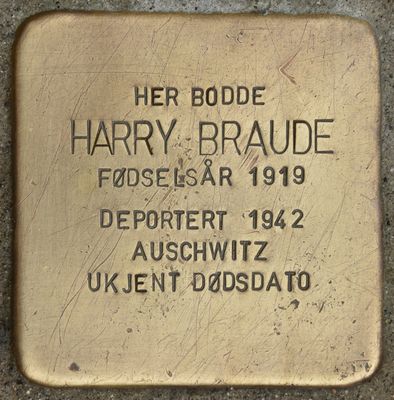 HER BODDE
HARRY BRAUDE
FØDSELSÅR 1919
DEPORTERT 1942
AUSCHWITZ
UKJENT DØDSDATO